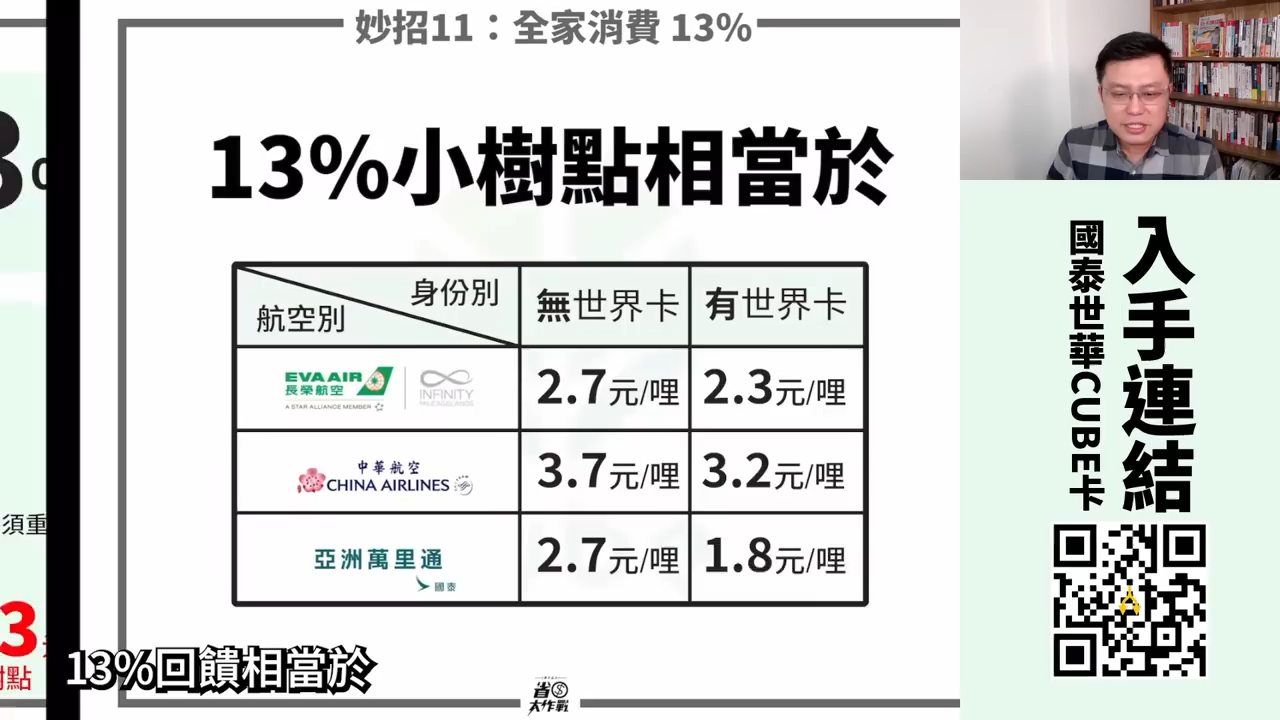 妙招11：全家消費 13%
13%小樹點相當於
身份別
航空別
無世界卡
有世界卡
EVA AIR
長榮航空
A STAR ALLIANCE MEMBER
INFINITY
MILEAGELANDS
2.7元/哩
2.3元/哩
中華航空
CHINA AIRLINES
3.7元/哩
3.2元/哩
亞洲萬里通
國泰
2.7元/哩
1.8元/哩
須重
3
點
13%回饋相當於
省
大作戰
入手連結
國泰世華CUBE卡